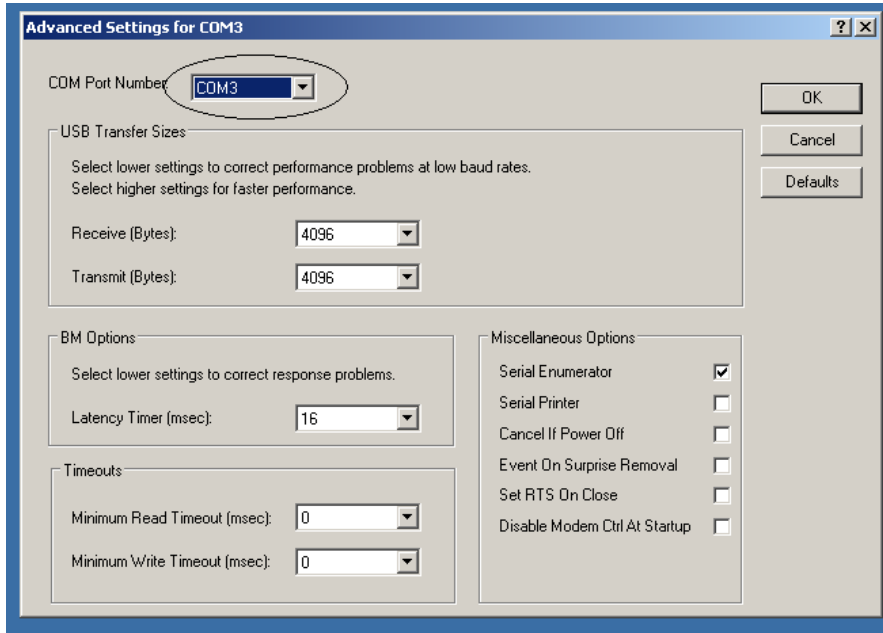 Advanced Settings for COM3
COM Port Number: COM3
OK
USB Transfer Sizes
Cancel
Select lower settings to correct performance problems at low baud rates.
Select higher settings for faster performance.
Defaults
Receive (Bytes): 4096
Transmit (Bytes): 4096
BM Options
Select lower settings to correct response problems.
Latency Timer (msec): 16
Timeouts
Minimum Read Timeout (msec): 0
Minimum Write Timeout (msec): 0
Miscellaneous Options
Serial Enumerator
Serial Printer
Cancel If Power Off
Event On Surprise Removal
Set RTS On Close
Disable Modem Ctrl At Startup